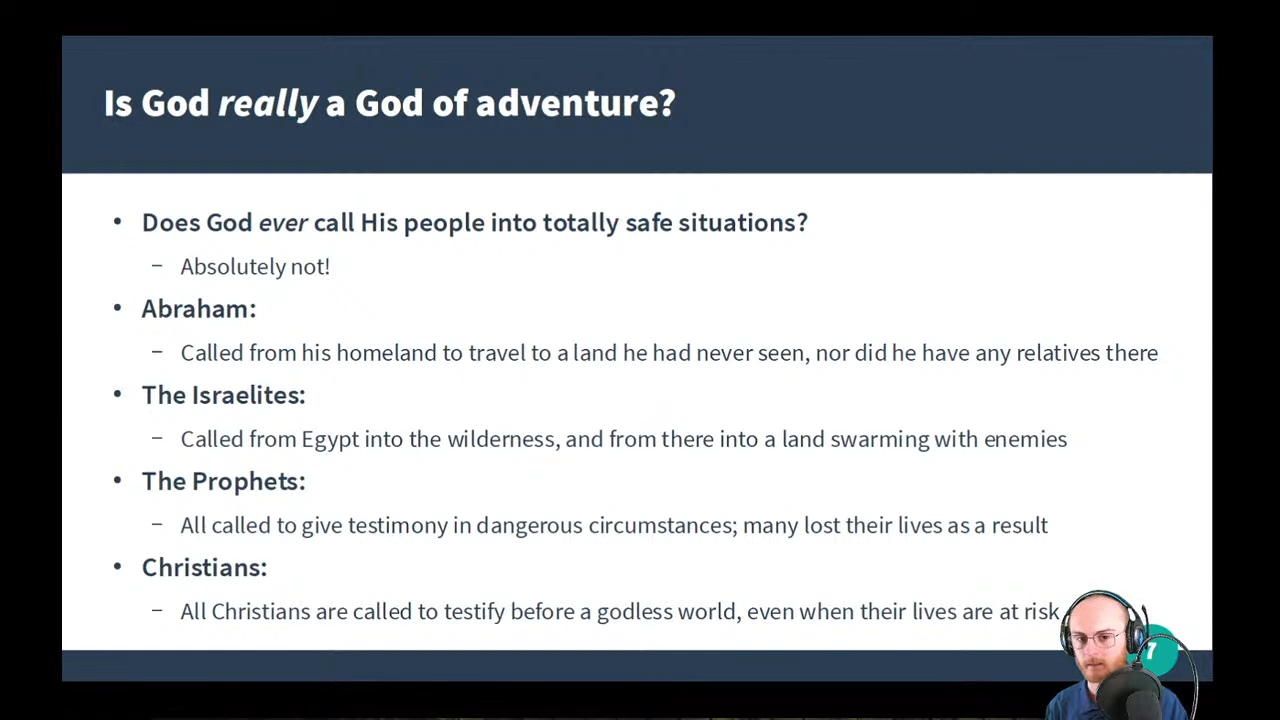 Is God really a God of adventure?
• Does God ever call His people into totally safe situations?
– Absolutely not!
• Abraham:
– Called from his homeland to travel to a land he had never seen, nor did he have any relatives there
• The Israelites:
– Called from Egypt into the wilderness, and from there into a land swarming with enemies
• The Prophets:
– All called to give testimony in dangerous circumstances; many lost their lives as a result
• Christians:
– All Christians are called to testify before a godless world, even when their lives are at risk
7